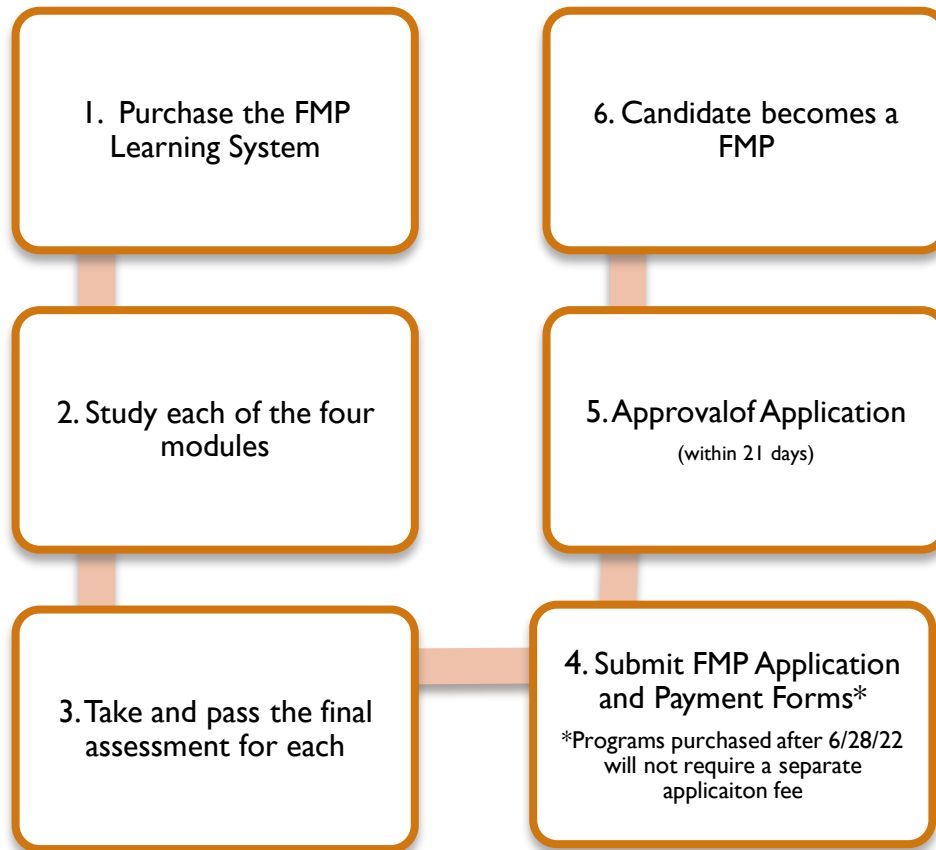 1. Purchase the FMP
Learning System
2. Study each of the four
modules
3. Take and pass the final
assessment for each
4. Submit FMP Application
and Payment Forms*
*Programs purchased after 6/28/22
will not require a separate
applicaiton fee
5. Approvalof Application
(within 21 days)
6. Candidate becomes a
FMP